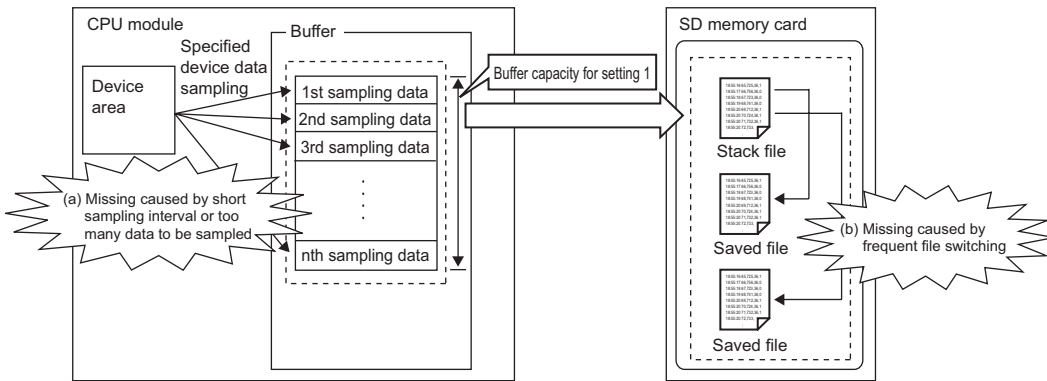 CPU module
Buffer
Specified
device data
sampling
Device
area
1st sampling data
2nd sampling data
3rd sampling data
nth sampling data
Buffer capacity for setting 1
(a) Missing caused by short
sampling interval or too
many data to be sampled
SD memory card
Stack file
Saved file
Saved file
(b) Missing caused by
frequent file switching